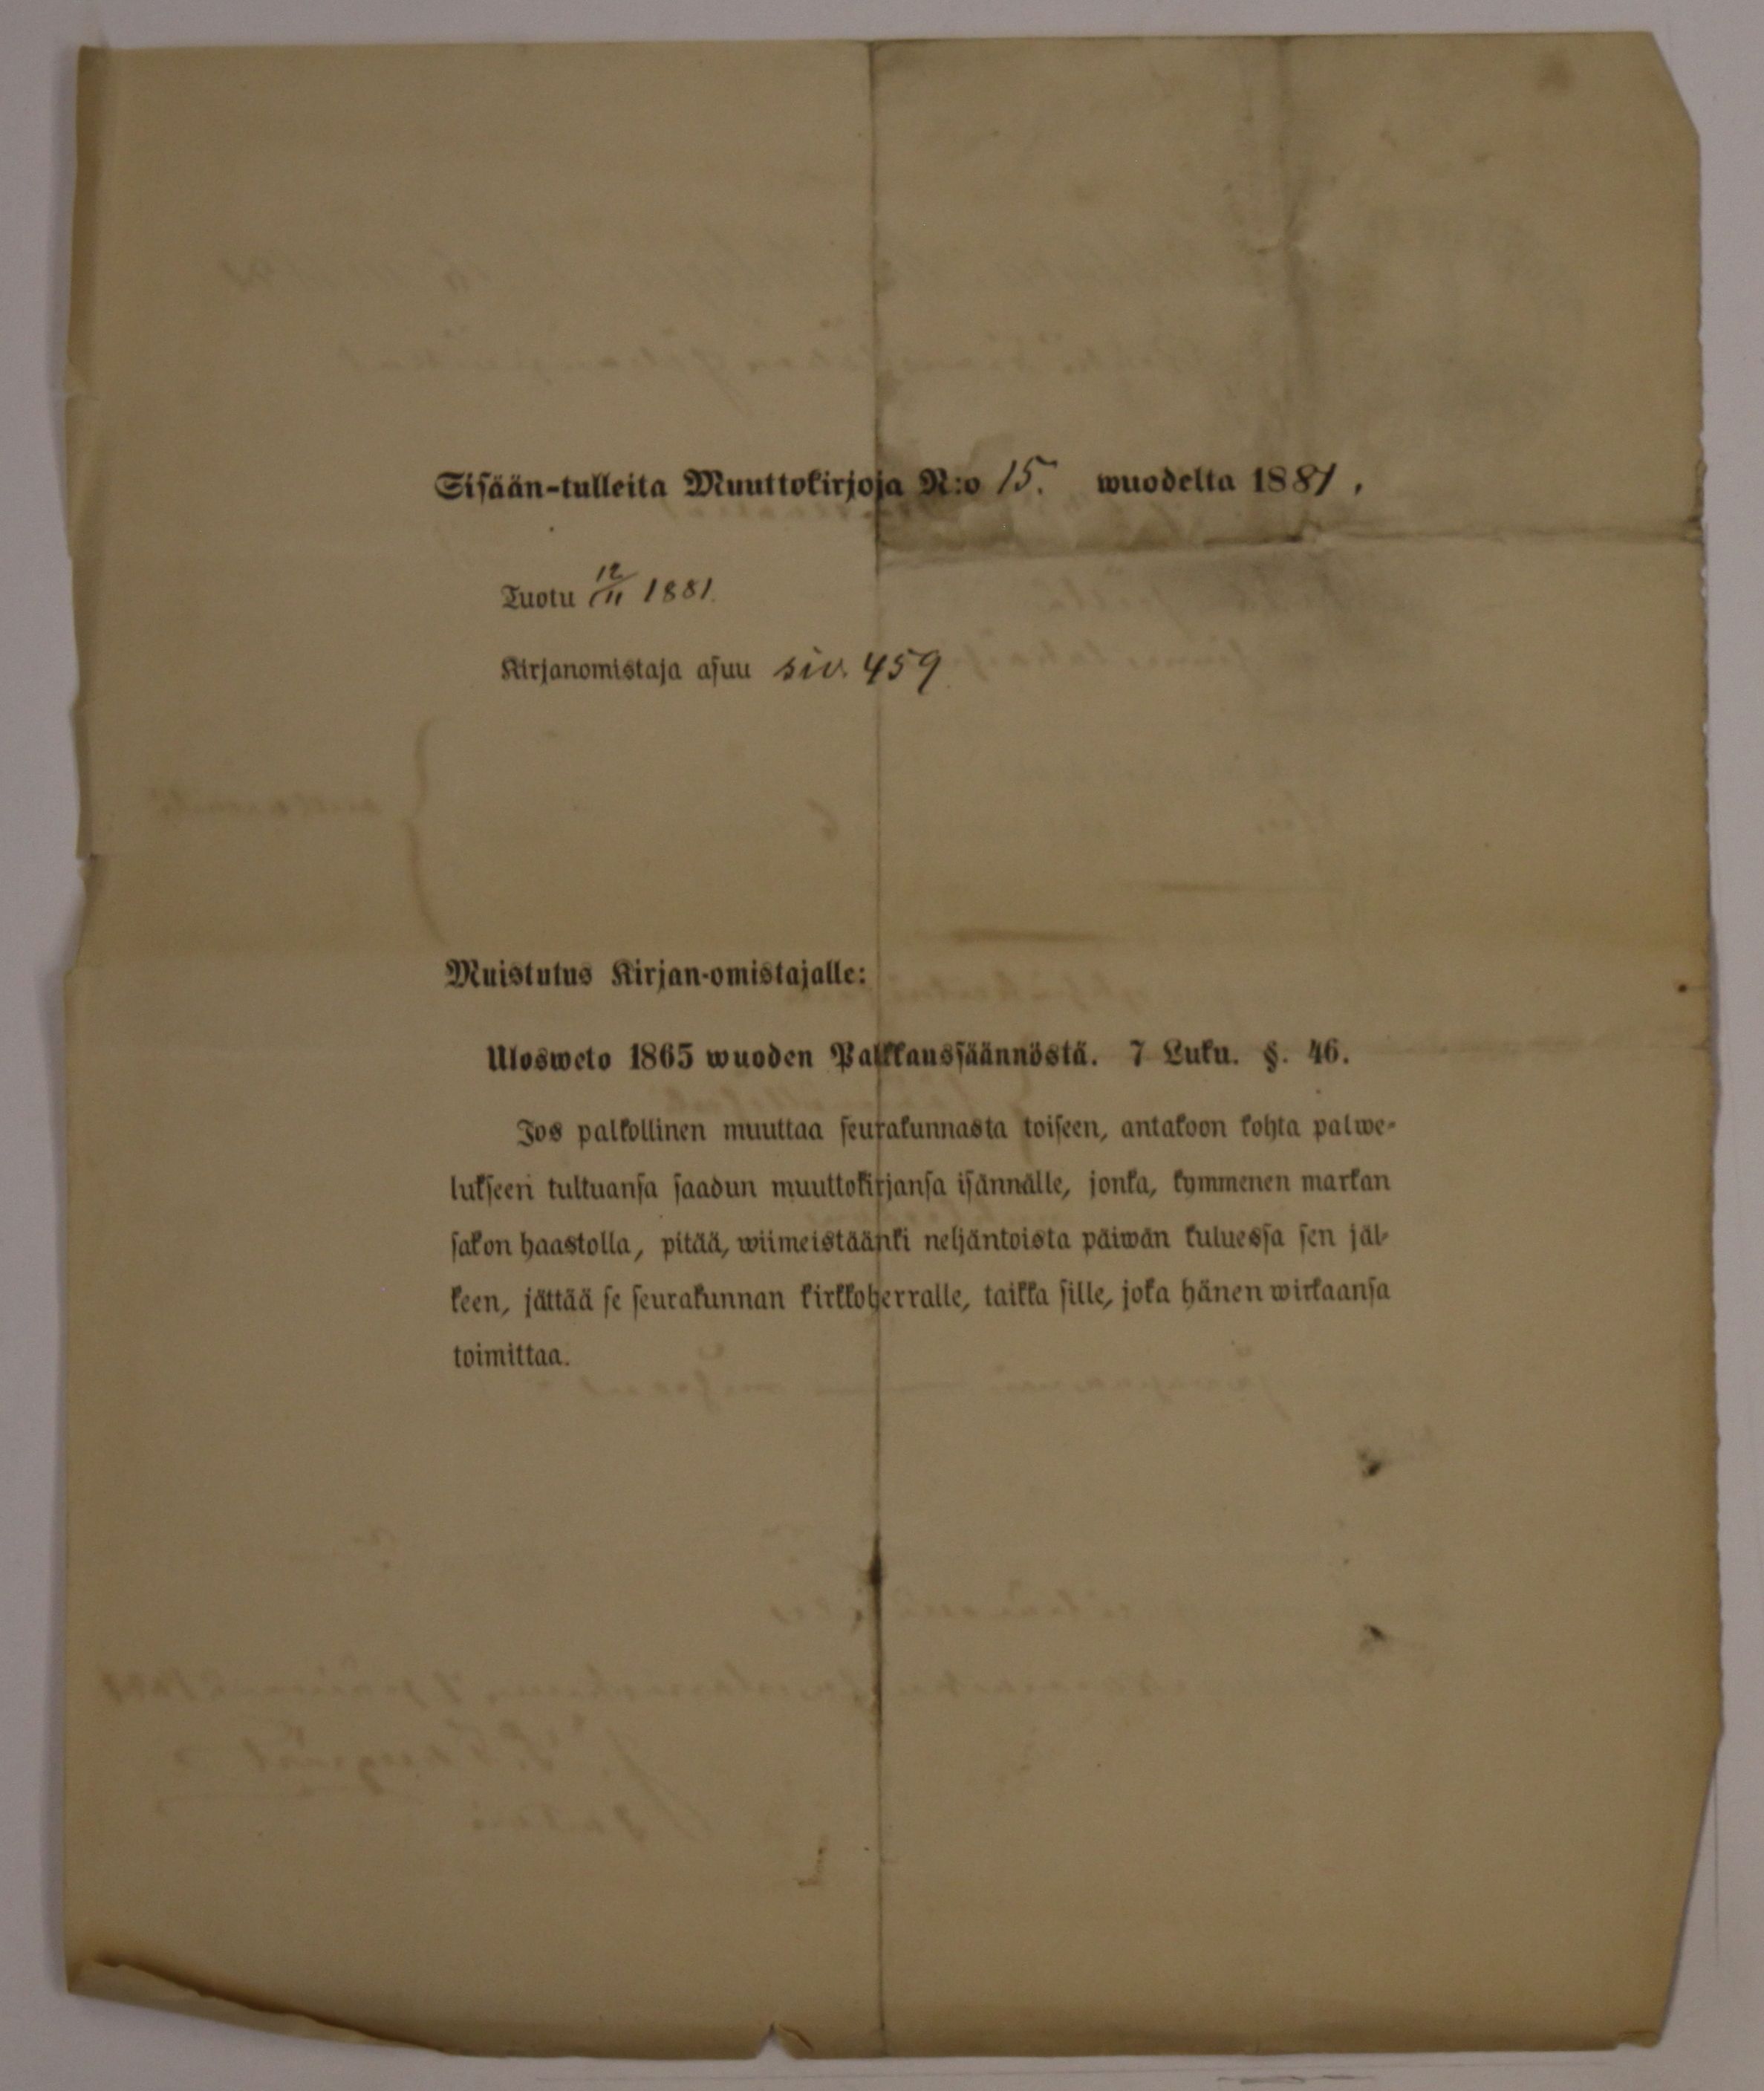 Sisään-tulleita Muuttokirjoja N:o 15. wuodelta 1881.
Tuotu 12/11 1881.
Kirjanomistaja asuu siv. 459
Muistutus Kirjan-omistajalle:
Ulosweto 1865 wuoden Palkkaussäännöstä. 7 Luku. §. 46.
Jos palkollinen muuttaa seurakunnasta toiseen, antakoon kohta palwe-
lukseen tultuansa saadun muuttokirjansa isännälle, jonka, kymmenen markan
sakon haastolla, pitää, wiimeistäänki neljäntoista päiwän kuluessa sen jäl-
keen, jättää se seurakunnan kirkkoherralle, taikka sille, joka hänen wirkaansa
toimittaa.